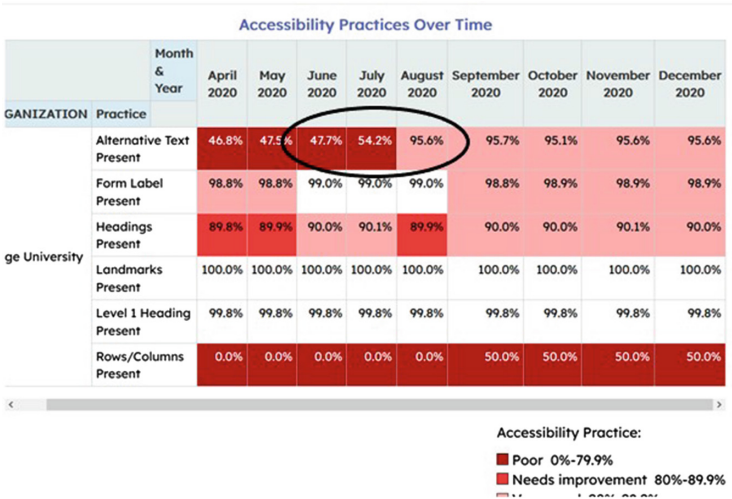 Accessibility Practices Over Time
Month
& April May June July August September October November December
Year 2020 2020 2020 2020 2020 2020 2020 2020 2020
GANIZATION Practice
Alternative Text 46.8% 47.5% 47.7% 54.2% 95.6% 95.7% 95.1% 95.6% 95.6%
Present
Form Label 98.8% 98.8% 99.0% 99.0% 99.0% 98.8% 98.9% 98.9% 98.9%
Present
Headings 89.8% 89.9% 90.0% 90.1% 89.9% 90.0% 90.0% 90.1% 90.0%
Present
ge University
Landmarks 100.0% 100.0% 100.0% 100.0% 100.0% 100.0% 100.0% 100.0% 100.0%
Present
Level 1 Heading 99.8% 99.8% 99.8% 99.8% 99.8% 99.8% 99.8% 99.8% 99.8%
Present
Rows/Columns 0.0% 0.0% 0.0% 0.0% 0.0% 50.0% 50.0% 50.0% 50.0%
Present
Accessibility Practice:
Poor 0%-79.9%
Needs improvement 80%-89.9%